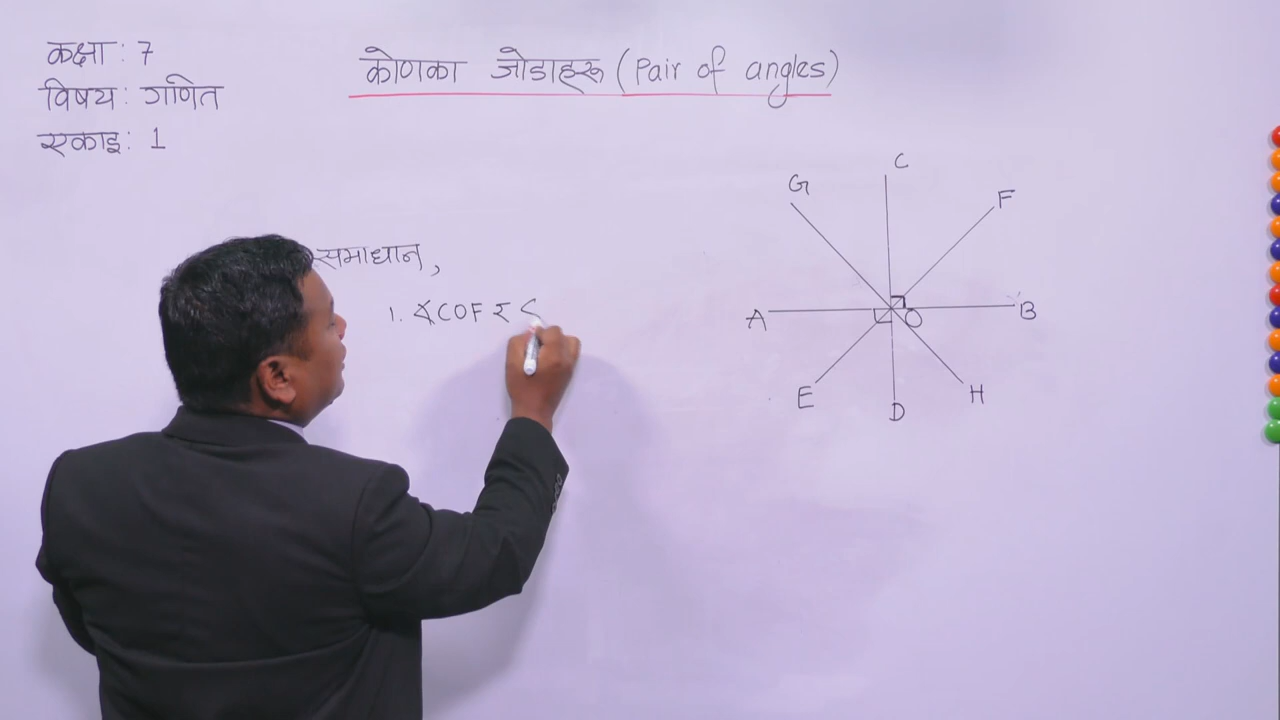 कक्षा : 7
विषय : गणित
एकाइ : 1
कोणका जोडाहरू (Pair of angles)
समाधान,
1. ∠COF र
C
G
F
A
O
B
E
H
D